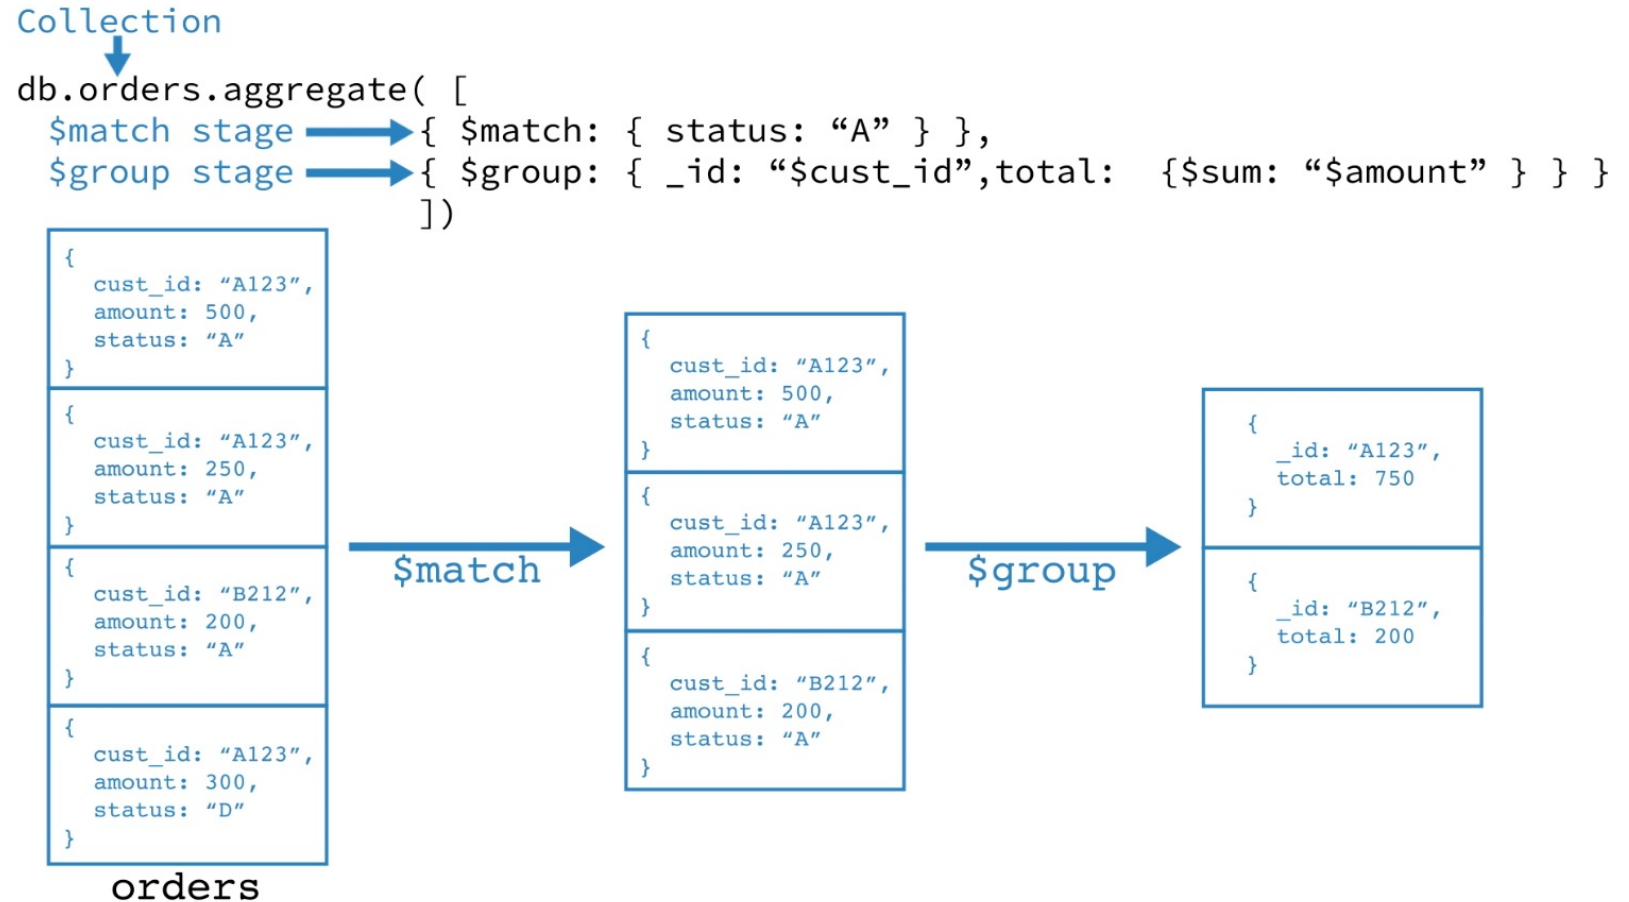 Collection
db.orders.aggregate( [
$match stage { $match: { status: “A” } },
$group stage { $group: { _id: “$cust_id”,total: {$sum: “$amount” } } }
])
{
cust_id: “A123”,
amount: 500,
status: “A”
}
{
cust_id: “A123”,
amount: 250,
status: “A”
}
{
cust_id: “B212”,
amount: 200,
status: “A”
}
{
cust_id: “A123”,
amount: 300,
status: “D”
}
orders
$match
{
cust_id: “A123”,
amount: 500,
status: “A”
}
{
cust_id: “A123”,
amount: 250,
status: “A”
}
{
cust_id: “B212”,
amount: 200,
status: “A”
}
$group
{
_id: “A123”,
total: 750
}
{
_id: “B212”,
total: 200
}